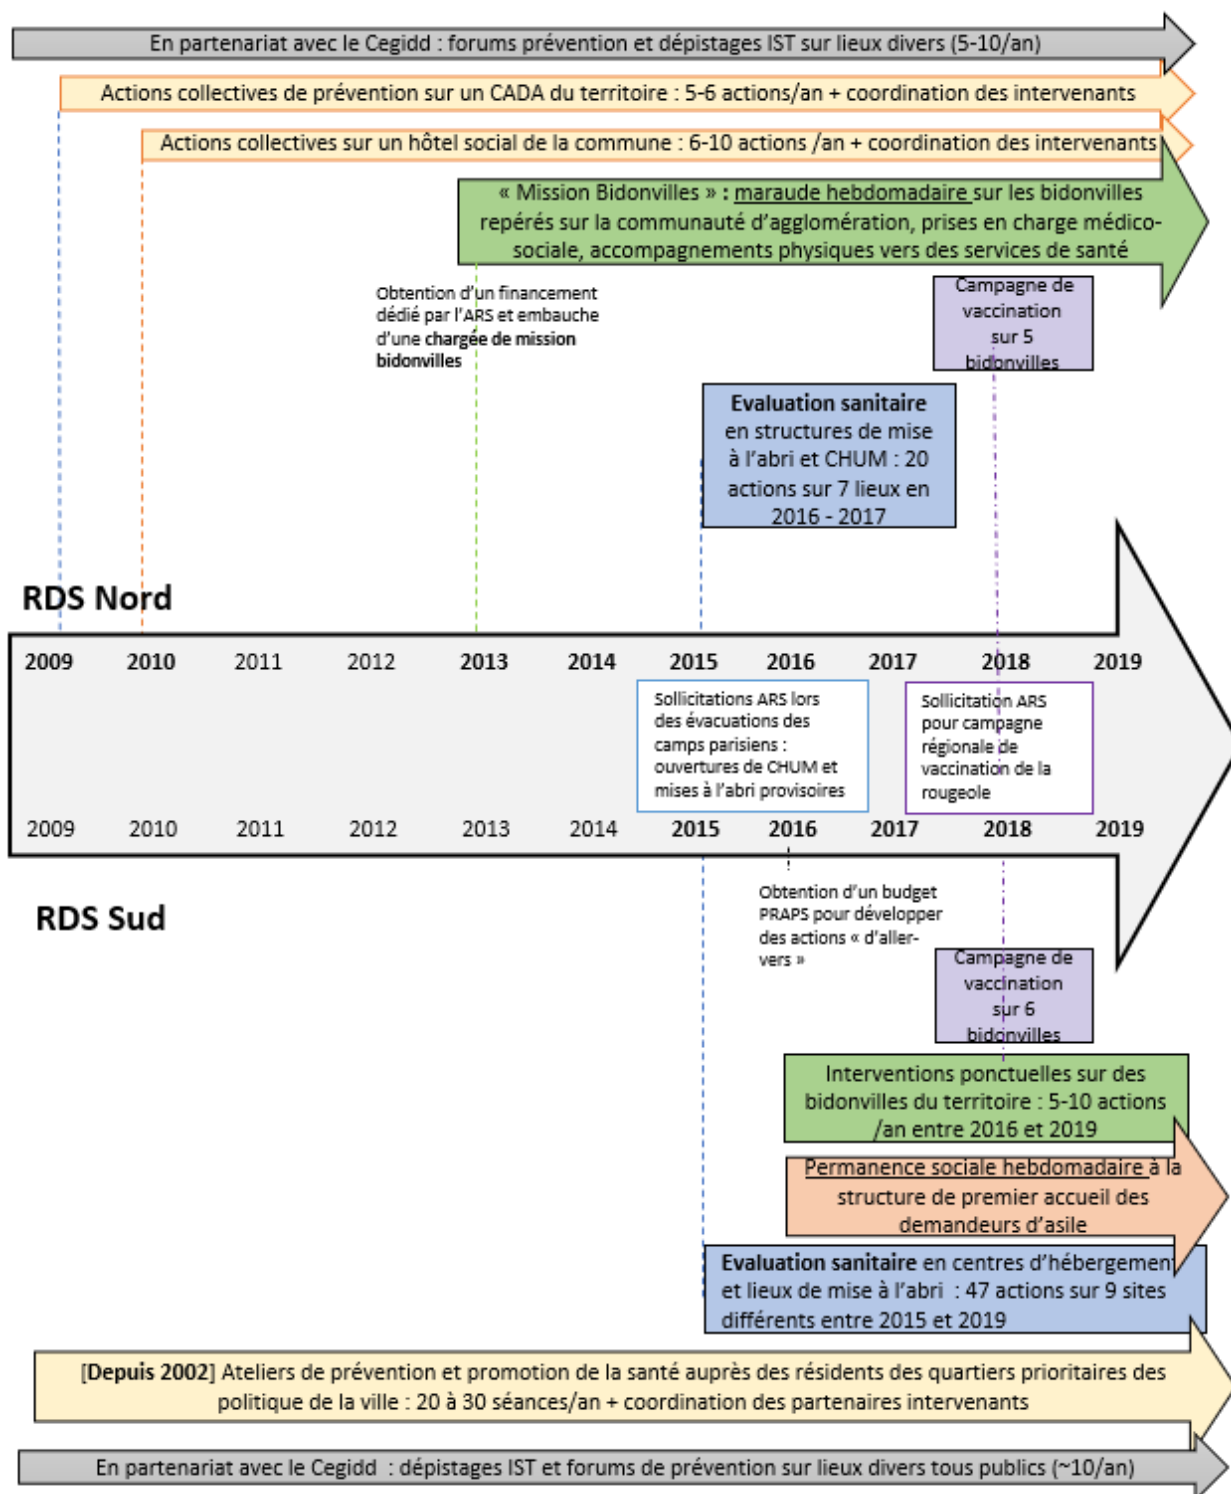 En partenariat avec le Cegidd : forums prévention et dépistages IST sur lieux divers (5-10/an)
Actions collectives de prévention sur un CADA du territoire : 5-6 actions/an + coordination des intervenants
Actions collectives sur un hôtel social de la commune : 6-10 actions /an + coordination des intervenants
« Mission Bidonvilles » : maraude hebdomadaire sur les bidonvilles
repérés sur la communauté d'agglomération, prises en charge médico-
sociale, accompagnements physiques vers des services de santé
Obtention d'un financement
dédié par l'ARS et embauche
d'une chargée de mission
bidonvilles
Campagne de
vaccination
sur 5
bidonvilles
Evaluation sanitaire
en structures de mise
à l'abri et CHUM : 20
actions sur 7 lieux en
2016 - 2017
RDS Nord
2009 2010 2011 2012 2013 2014 2015 2016 2017 2018 2019
Sollicitations ARS lors
des évacuations des
camps parisiens :
ouvertures de CHUM et
mises à l'abri provisoires
Sollicitation ARS
pour campagne
régionale de
vaccination de la
rougeole
2009 2010 2011 2012 2013 2014 2015 2016 2017 2018 2019
RDS Sud
Obtention d'un budget
PRAPS pour développer
des actions « d'aller-
vers »
Campagne de
vaccination
sur 6
bidonvilles
Interventions ponctuelles sur des
bidonvilles du territoire : 5-10 actions
/an entre 2016 et 2019
Permanence sociale hebdomadaire à la
structure de premier accueil des
demandeurs d'asile
Evaluation sanitaire en centres d'hébergement
et lieux de mise à l'abri : 47 actions sur 9 sites
différents entre 2015 et 2019
[Depuis 2002] Ateliers de prévention et promotion de la santé auprès des résidents des quartiers prioritaires des
politique de la ville : 20 à 30 séances/an + coordination des partenaires intervenants
En partenariat avec le Cegidd : dépistages IST et forums de prévention sur lieux divers tous publics (~10/an)